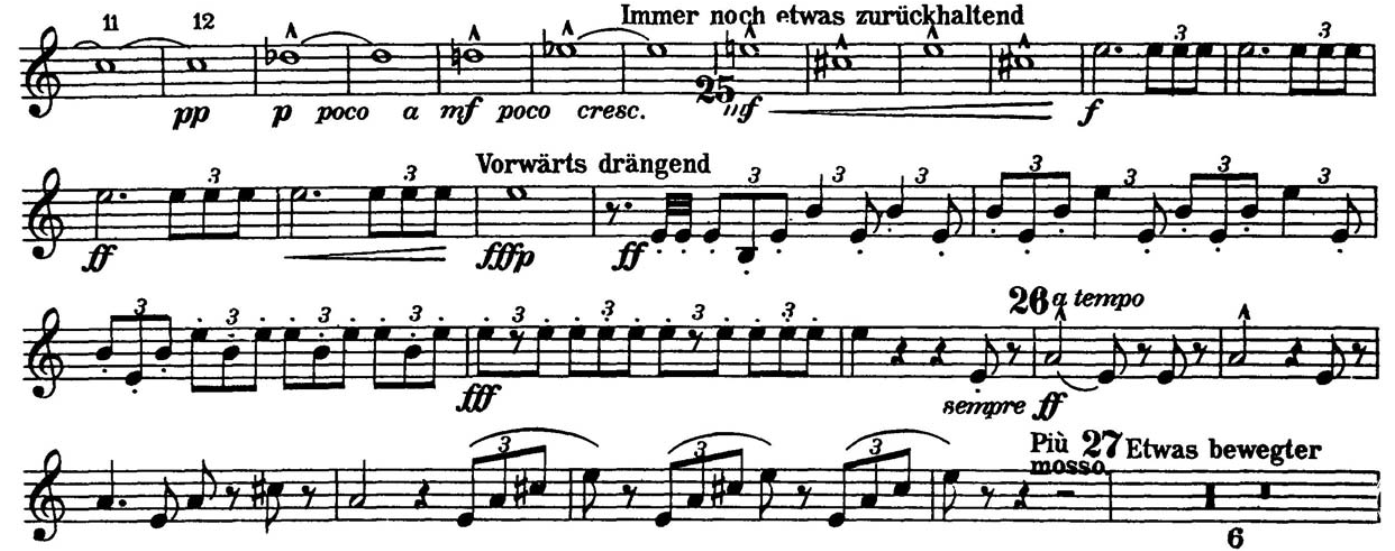 11 12 Immer noch etwas zurückhaltend
pp p poco a mf poco cresc. 25 mf f 3 3
Vorwärts drängend
3 3 3 3 3 3 3 3 3 3
ff fffp ff
26 a tempo
3 3 3 3 3 3 3 3
fff sempre ff
Più 27 Etwas bewegter
mosso
3 3 3
6